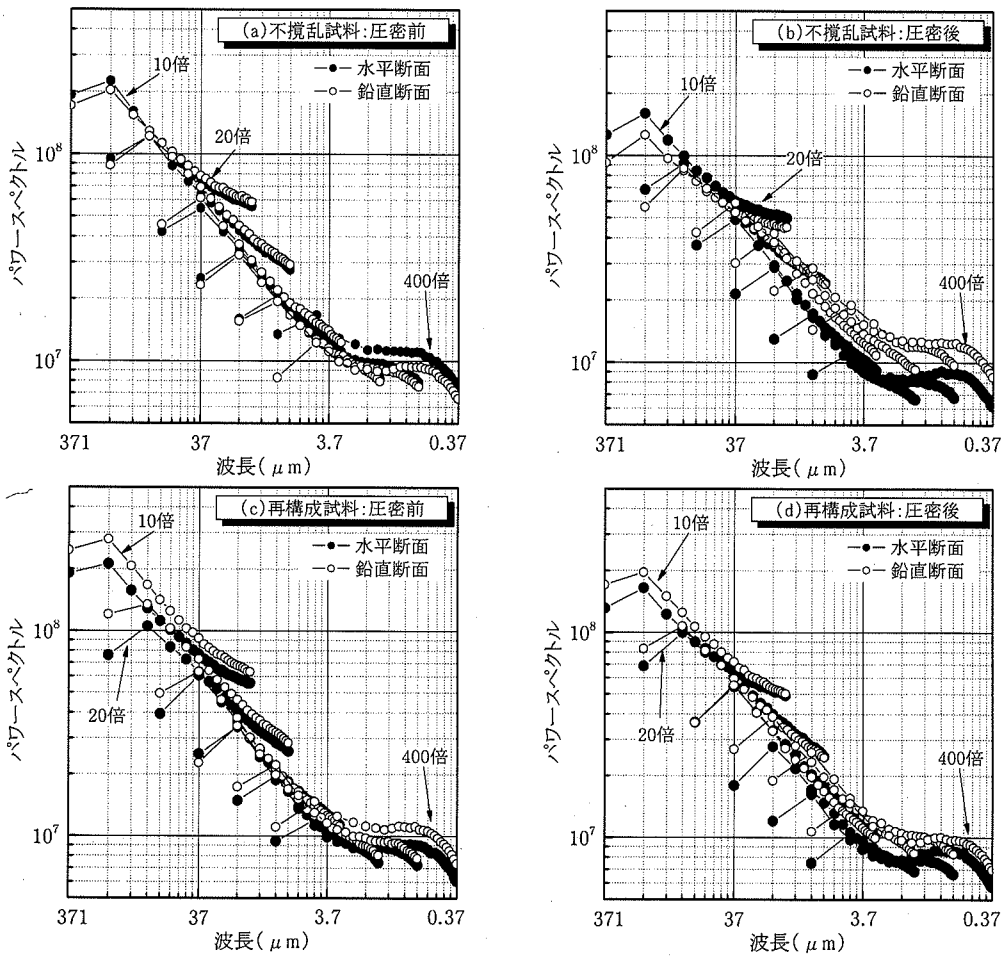 (a)不撹乱試料:圧密前
水平断面
鉛直断面
10倍
20倍
400倍
パワースペクトル
10⁸
10⁷
371
37
3.7
0.37
波長(μm)
(b)不撹乱試料:圧密後
水平断面
鉛直断面
10倍
20倍
400倍
パワースペクトル
10⁸
10⁷
371
37
3.7
0.37
波長(μm)
(c)再構成試料:圧密前
水平断面
鉛直断面
10倍
20倍
400倍
パワースペクトル
10⁸
10⁷
371
37
3.7
0.37
波長(μm)
(d)再構成試料:圧密後
水平断面
鉛直断面
10倍
20倍
400倍
パワースペクトル
10⁸
10⁷
371
37
3.7
0.37
波長(μm)